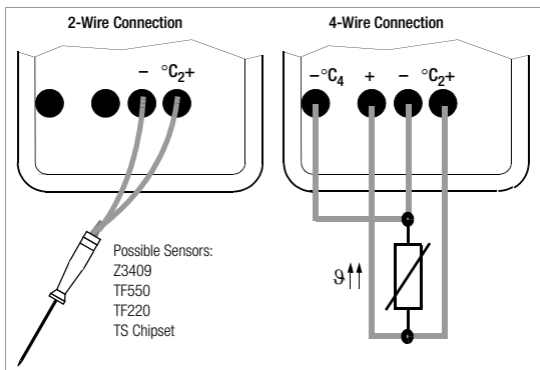 2-Wire Connection
– °C2+
Possible Sensors:
Z3409
TF550
TF220
TS Chipset
4-Wire Connection
–°C4 + – °C2+
ϑ↑↑